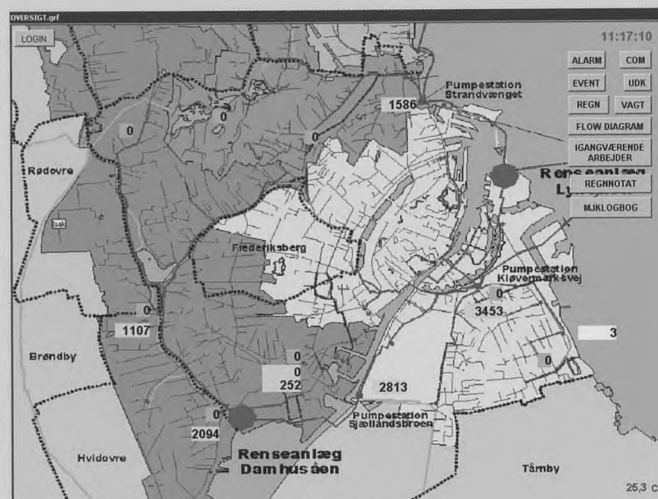 OVERSIGT.grf
LOGIN
11:17:10
ALARM
COM
EVENT
UDK
REGN
VAGT
FLOW DIAGRAM
IGANGVÆRENDE
ARBEJDER
REGNNOTAT
MJKLOGBOG
Pumpestation
Strandvænget
1586
0
0
0
Rødovre
Renseanlæg
Frederiksberg
Pumpestation
Kløvermarksvej
0
3453
0
1107
3
Brøndby
0
0
252
0
2813
0
2094
Pumpestation
Sjællandsbroen
Renseanlæg
Damhusåen
Hvidovre
Tårnby
25,3 c